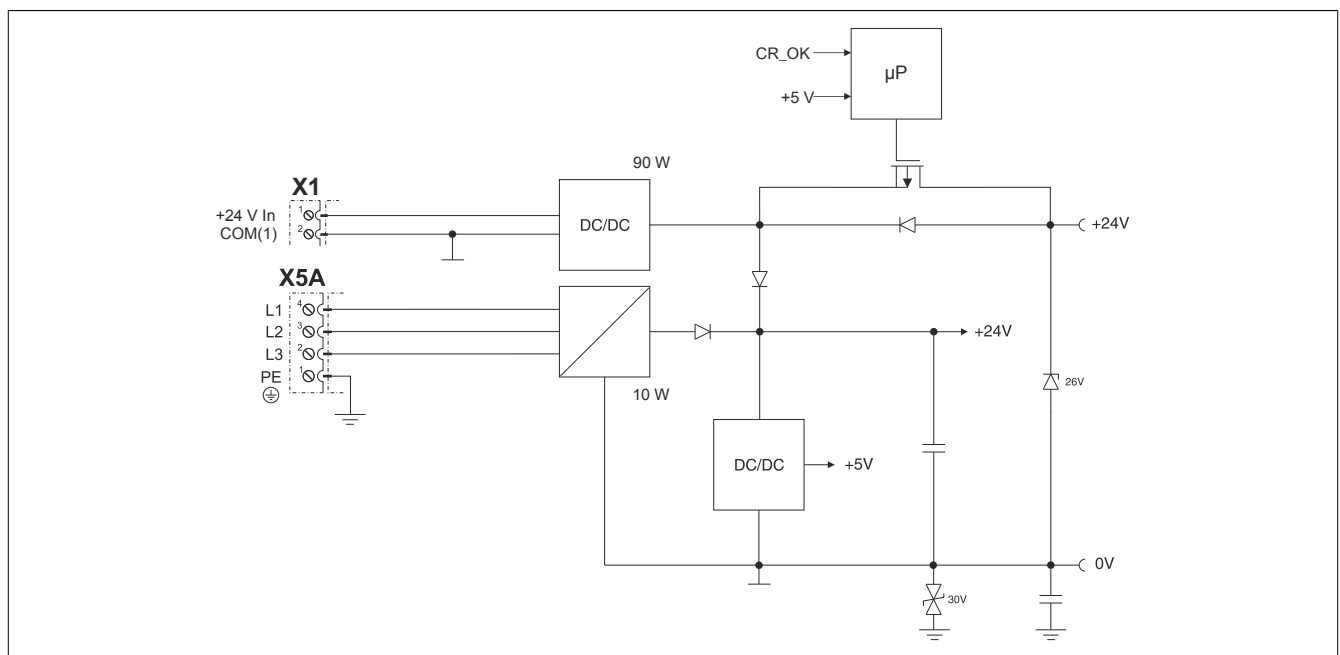 CR_OK
µP
+5 V
90 W
X1
+24 V In
1
DC/DC
COM(1)
2
+24V
X5A
L1
4
L2
3
+24V
L3
2
PE
1
26V
10 W
DC/DC
+5V
0V
30V